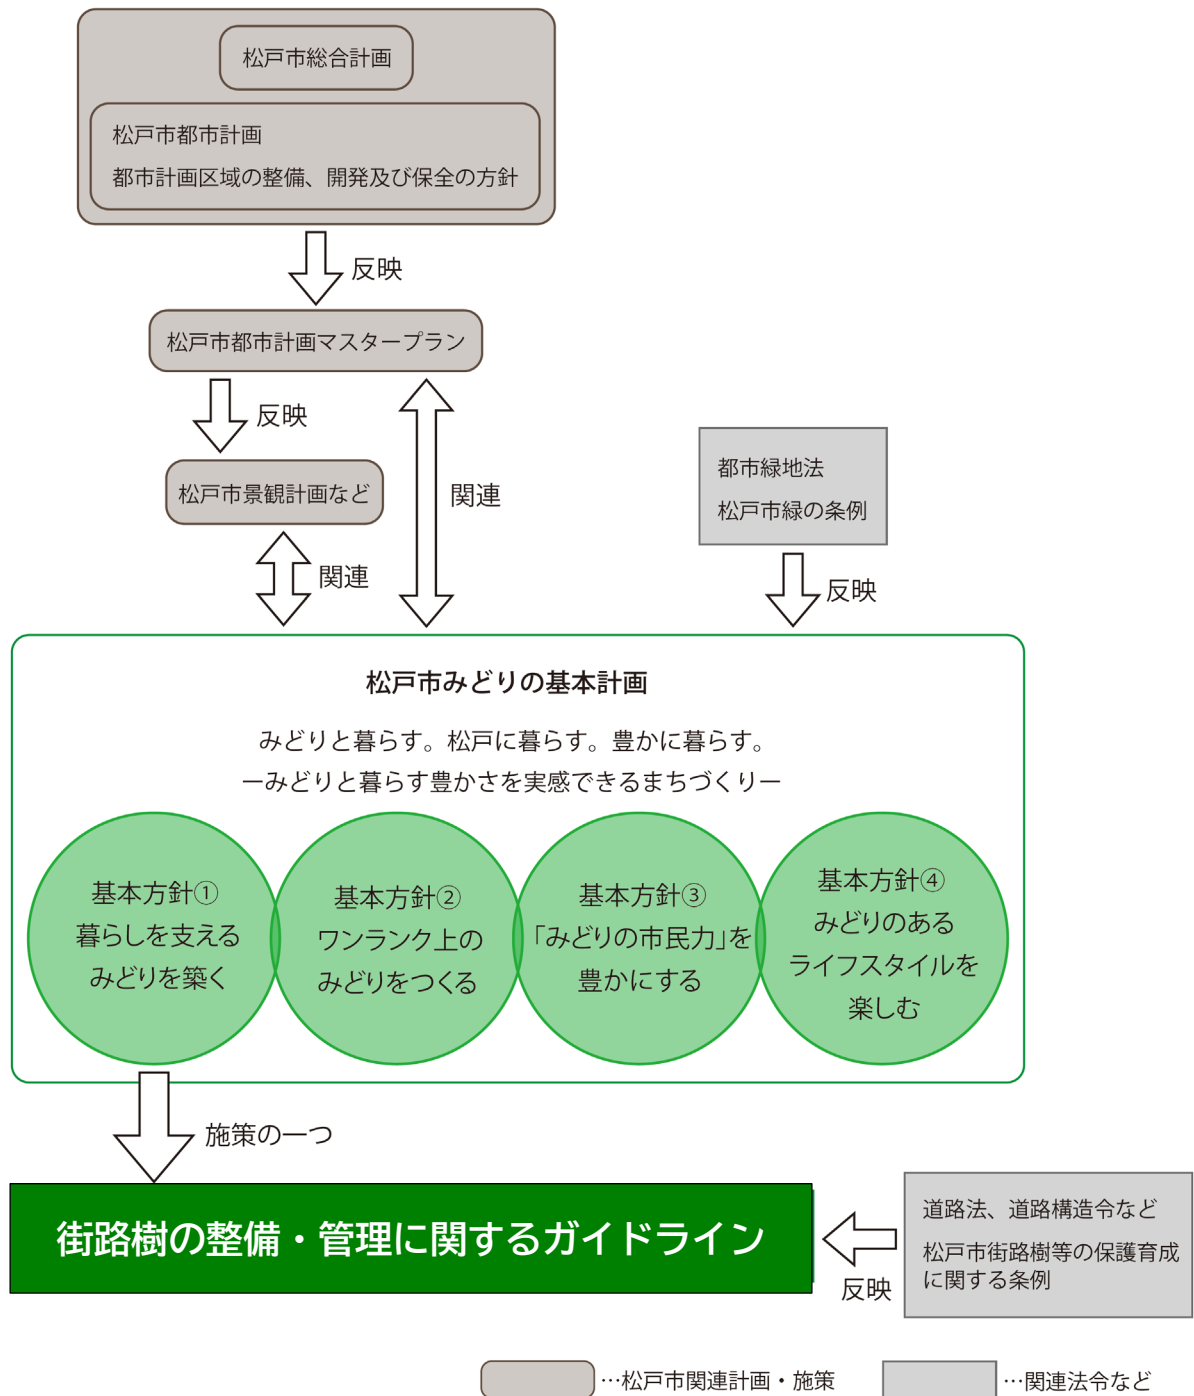 松戸市総合計画
松戸市都市計画
都市計画区域の整備、開発及び保全の方針
反映
松戸市都市計画マスタープラン
反映
松戸市景観計画など
関連
関連
都市緑地法
松戸市緑の条例
反映
松戸市みどりの基本計画
みどりと暮らす。松戸に暮らす。豊かに暮らす。
ーみどりと暮らす豊かさを実感できるまちづくりー
基本方針①
暮らしを支える
みどりを築く
基本方針②
ワンランク上の
みどりをつくる
基本方針③
「みどりの市民力」を
豊かにする
基本方針④
みどりのある
ライフスタイルを
楽しむ
施策の一つ
街路樹の整備・管理に関するガイドライン
道路法、道路構造令など
松戸市街路樹等の保護育成
に関する条例
反映
…松戸市関連計画・施策
…関連法令など